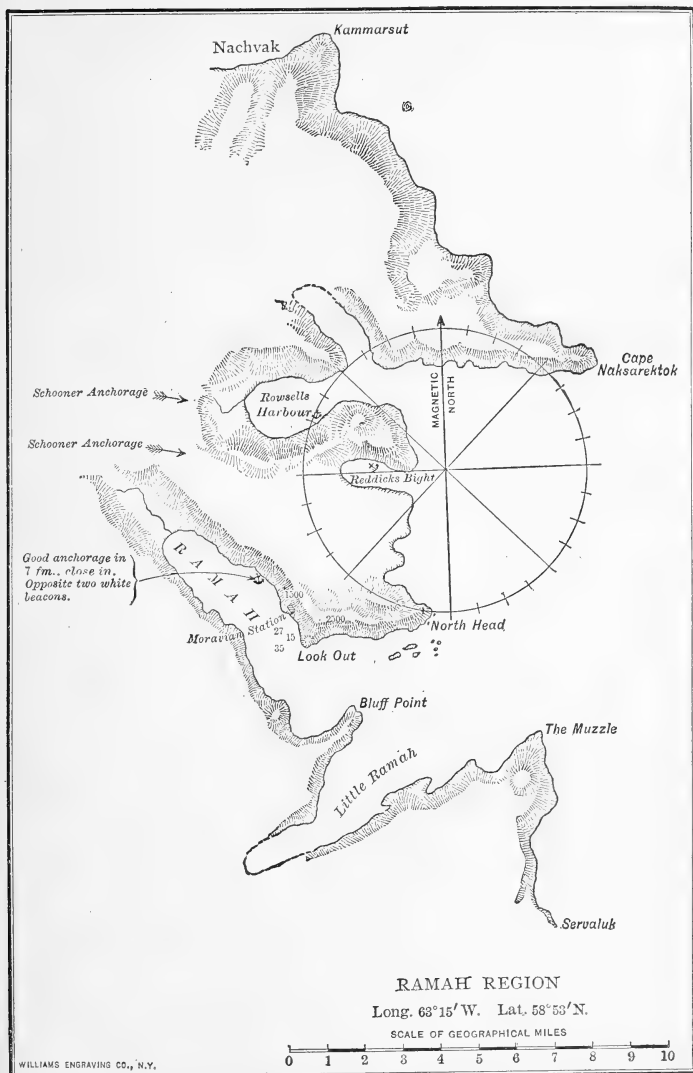 Nachvak
Kammarsut
Cape
Naksarektok
MAGNETIC
NORTH
Schooner Anchorage
Rowsells
Harbour
Schooner Anchorage
Reddicks Bight
Good anchorage in
7 fm., close in.
Opposite two white
beacons.
RAMAH
1500
2500
Moravian Station
27
15
35
North Head
Look Out
Bluff Point
The Muzzle
Little Ramah
Servaluk
RAMAH REGION
Long. 63°15′ W. Lat. 58°53′ N.
SCALE OF GEOGRAPHICAL MILES
0 1 2 3 4 5 6 7 8 9 10
WILLIAMS ENGRAVING CO., N.Y.